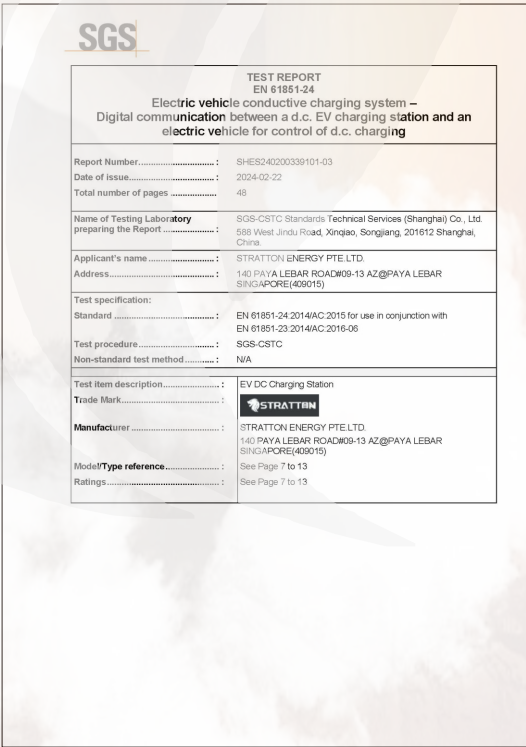 SGS
TEST REPORT
EN 61851-24
Electric vehicle conductive charging system –
Digital communication between a d.c. EV charging station and an
electric vehicle for control of d.c. charging
Report Number................................ : SHES240200339101-03
Date of issue................................... : 2024-02-22
Total number of pages ................... 48
Name of Testing Laboratory SGS-CSTC Standards Technical Services (Shanghai) Co., Ltd.
preparing the Report ..................... : 588 West Jindu Road, Xinqiao, Songjiang, 201612 Shanghai,
China.
Applicant's name ........................... : STRATTON ENERGY PTE.LTD.
Address........................................... : 140 PAYA LEBAR ROAD#09-13 AZ@PAYA LEBAR
SINGAPORE(409015)
Test specification:
Standard ......................................... : EN 61851-24:2014/AC:2015 for use in conjunction with
EN 61851-23:2014/AC:2016-06
Test procedure ............................... : SGS-CSTC
Non-standard test method ............ : N/A
Test item description....................... : EV DC Charging Station
Trade Mark........................................ : STRATTON
Manufacturer .................................... : STRATTON ENERGY PTE.LTD.
140 PAYA LEBAR ROAD#09-13 AZ@PAYA LEBAR
SINGAPORE(409015)
Model/Type reference...................... : See Page 7 to 13
Ratings.............................................. : See Page 7 to 13